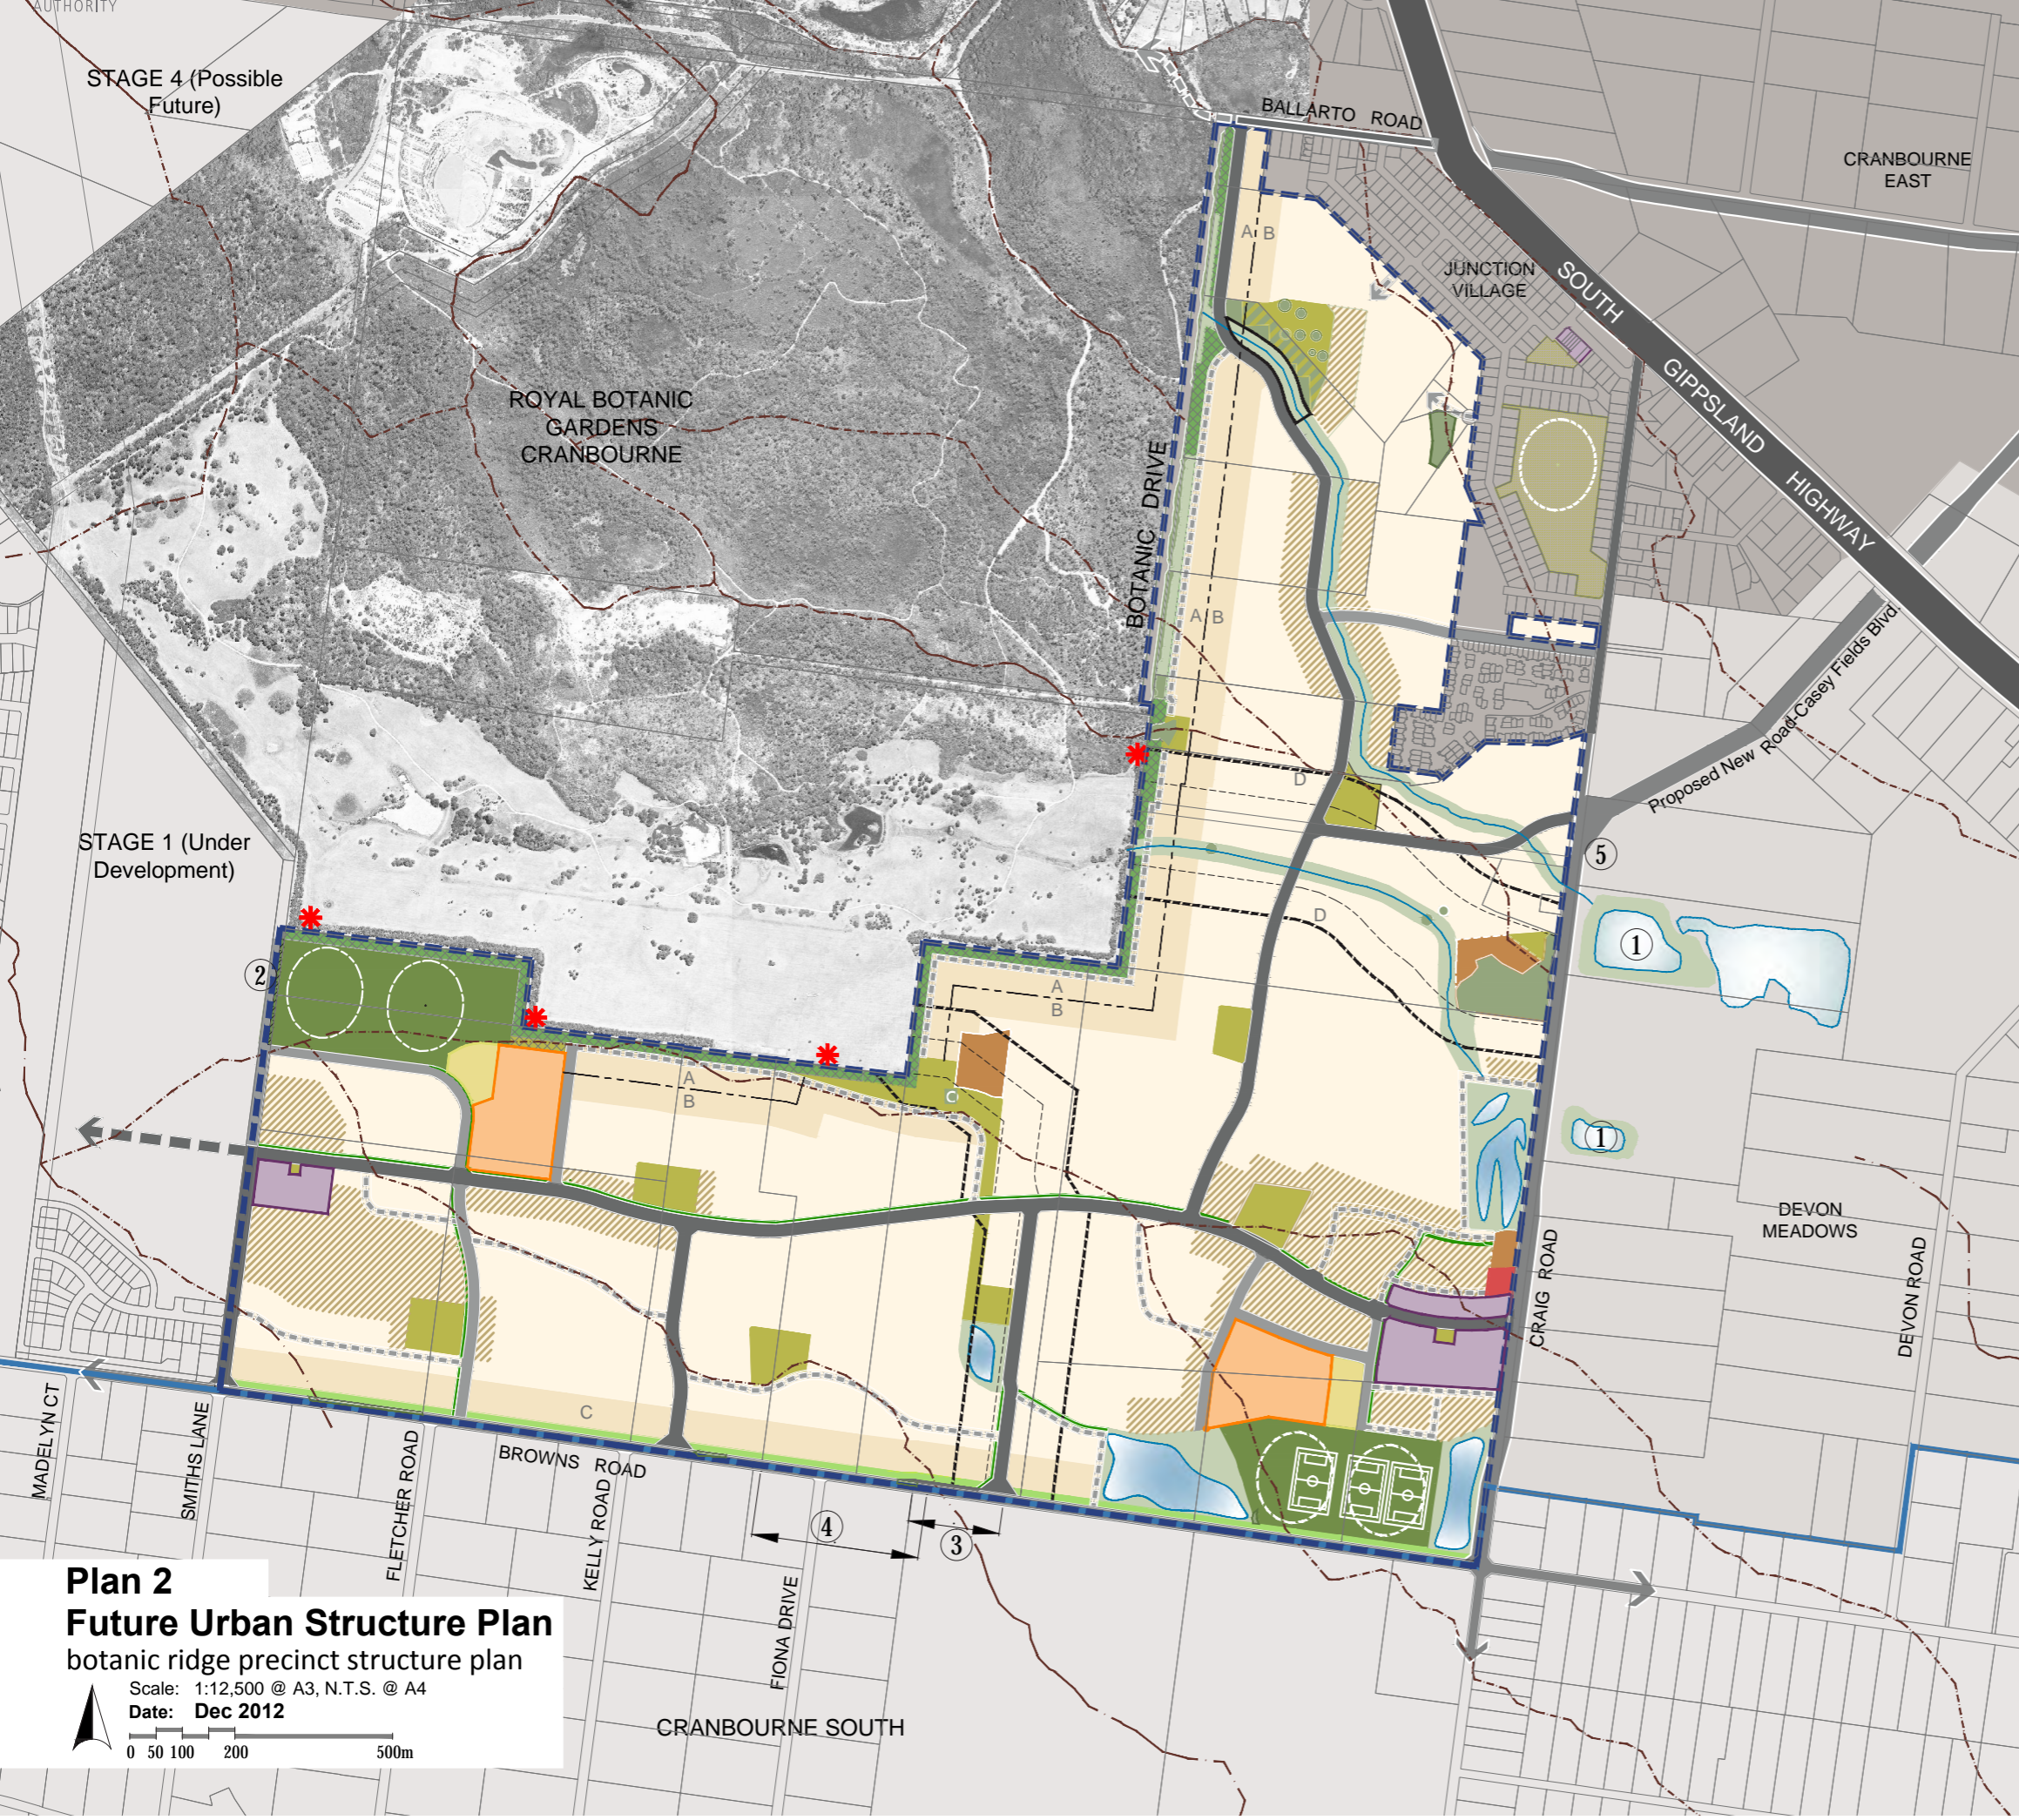 AUTHORITY
STAGE 4 (Possible
Future)
BALLARTO ROAD
CRANBOURNE
EAST
A B
JUNCTION
VILLAGE
SOUTH GIPPSLAND HIGHWAY
ROYAL BOTANIC
GARDENS
CRANBOURNE
BOTANIC DRIVE
A B
Proposed New Road-Casey Fields Blvd.
D
STAGE 1 (Under
Development)
5
D
1
2
A
B
A
B
C
1
DEVON
MEADOWS
CRAIG ROAD
DEVON ROAD
C
MADELYN CT
SMITHS LANE
FLETCHER ROAD
BROWNS ROAD
KELLY ROAD
4
3
FIONA DRIVE
CRANBOURNE SOUTH
Plan 2
Future Urban Structure Plan
botanic ridge precinct structure plan
Scale: 1:12,500 @ A3, N.T.S. @ A4
Date: Dec 2012
0 50 100 200 500m